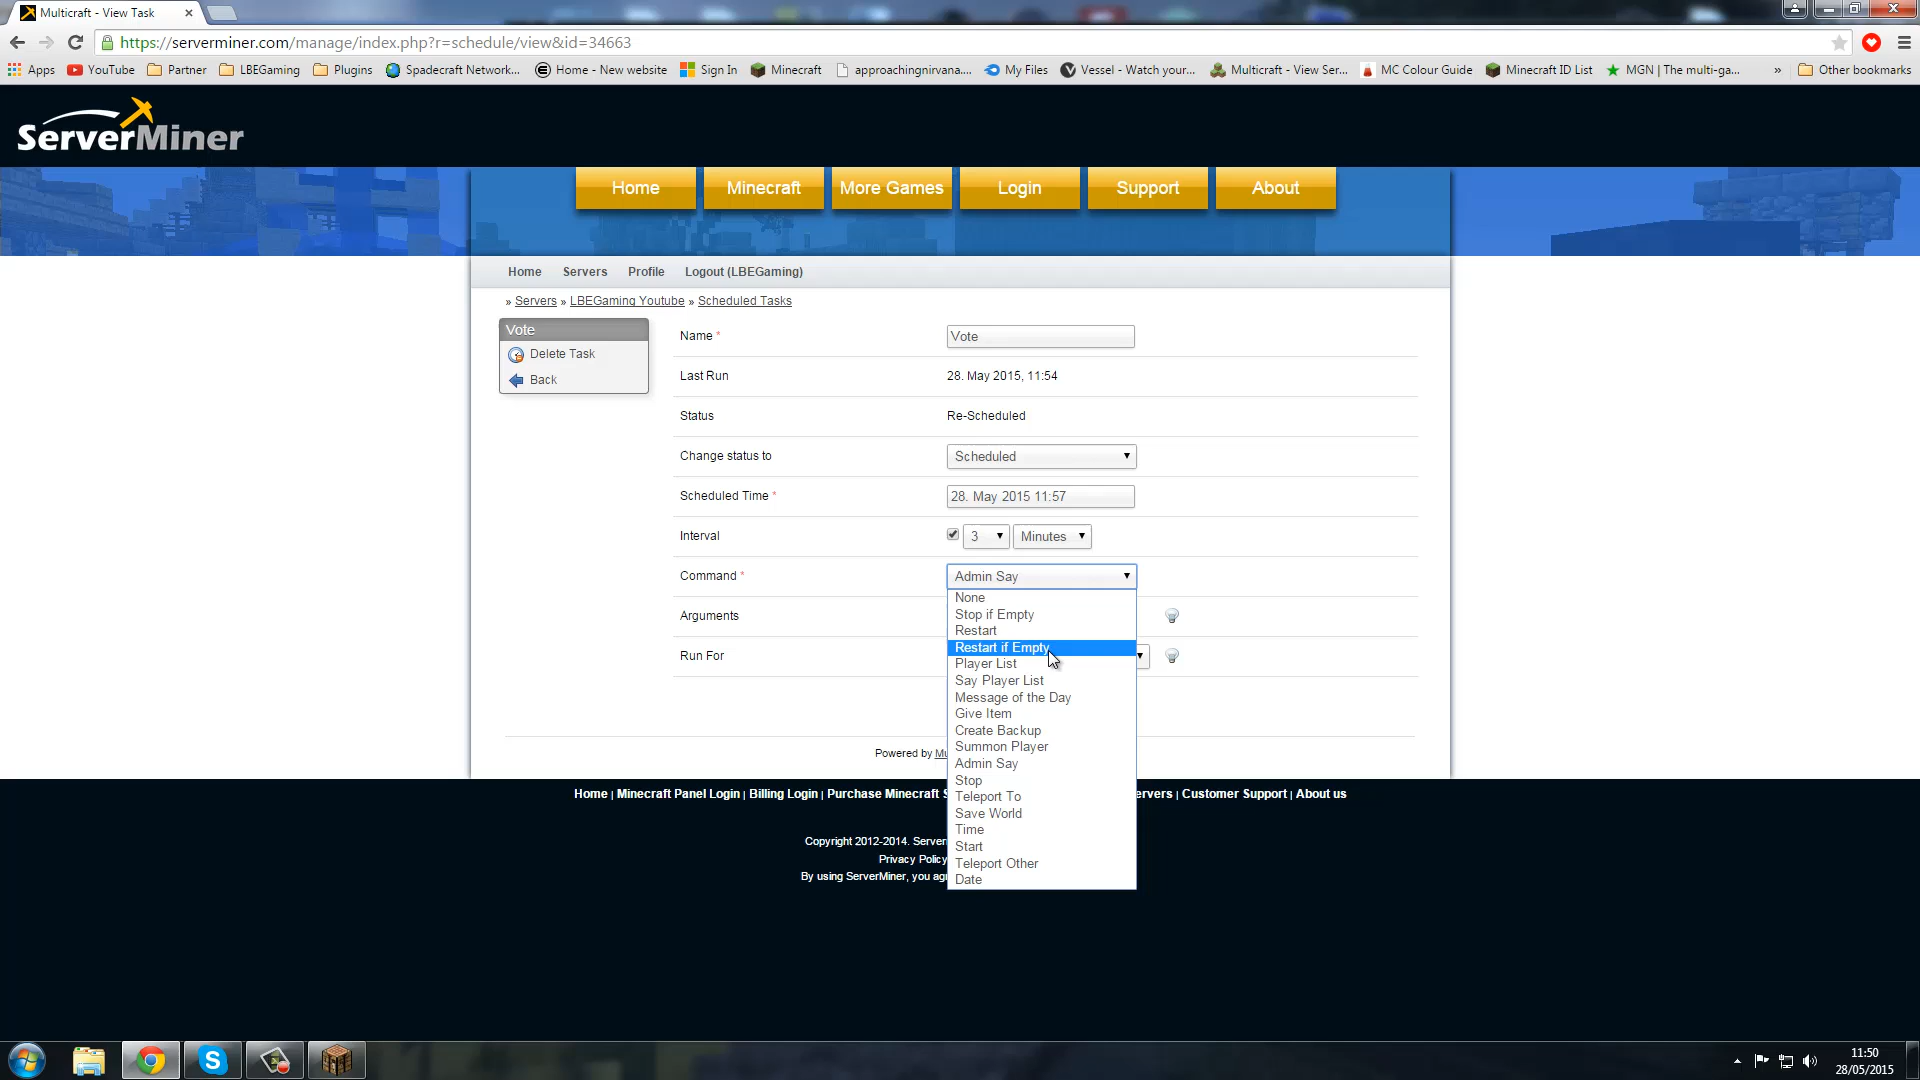 Multicraft - View Task
https://serverminer.com/manage/index.php?r=schedule/view&id=34663
Apps YouTube Partner LBEGaming Plugins Spadecraft Network... Home - New website Sign In Minecraft approachingnirvana.... My Files Vessel - Watch your... Multicraft - View Ser... MC Colour Guide Minecraft ID List MGN | The multi-ga... » Other bookmarks
ServerMiner
Home Minecraft More Games Login Support About
Home Servers Profile Logout (LBEGaming)
» Servers » LBEGaming Youtube » Scheduled Tasks
Vote
Delete Task
Back
Name * Vote
Last Run 28. May 2015, 11:54
Status Re-Scheduled
Change status to Scheduled
Scheduled Time * 28. May 2015 11:57
Interval 3 Minutes
Command * Admin Say
None
Stop if Empty
Arguments
Restart
Restart if Empty
Run For
Player List
Say Player List
Message of the Day
Give Item
Create Backup
Summon Player
Powered by
Admin Say
Stop
Teleport To
Save World
Time
Start
Teleport Other
Date
Home | Minecraft Panel Login | Billing Login | Purchase Minecraft S ervers | Customer Support | About us
Copyright 2012-2014. Server
Privacy Policy
By using ServerMiner, you ag
S
11:50
28/05/2015